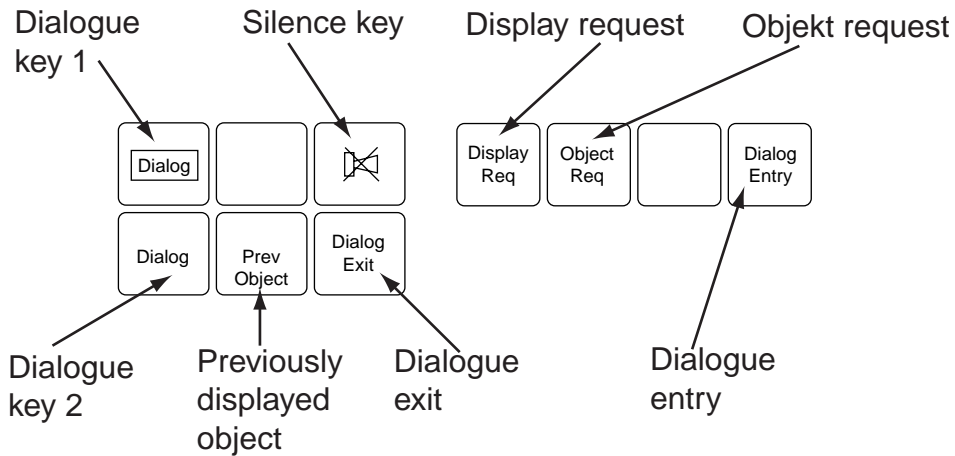 Dialogue
key 1
Silence key
Display request
Objekt request
Dialog
Display
Req
Object
Req
Dialog
Entry
Dialog
Prev
Object
Dialog
Exit
Dialogue
key 2
Previously
displayed
object
Dialogue
exit
Dialogue
entry